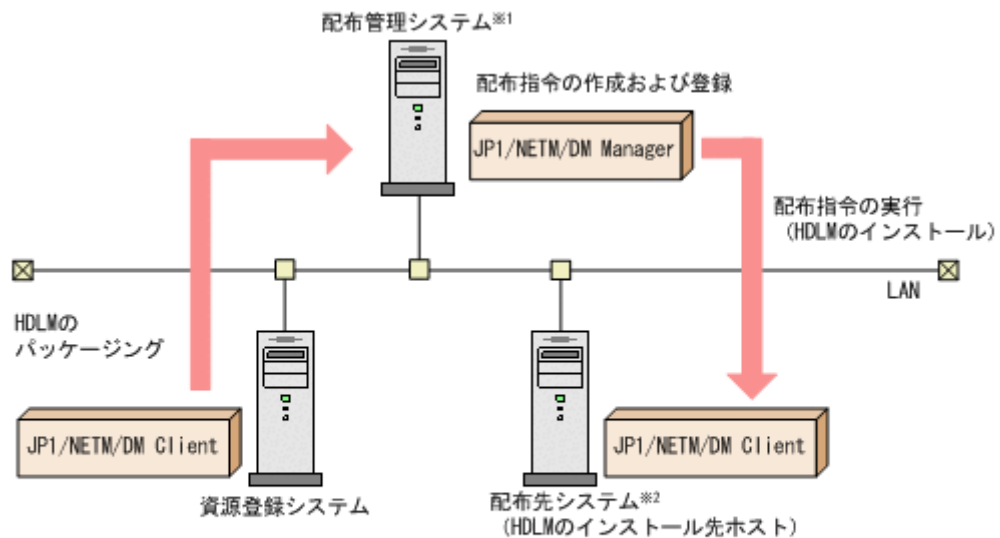 配布管理システム※1
配布指令の作成および登録
JP1/NETM/DM Manager
配布指令の実行
(HDLMのインストール)
LAN
HDLMの
パッケージング
JP1/NETM/DM Client
資源登録システム
JP1/NETM/DM Client
配布先システム※2
(HDLMのインストール先ホスト)